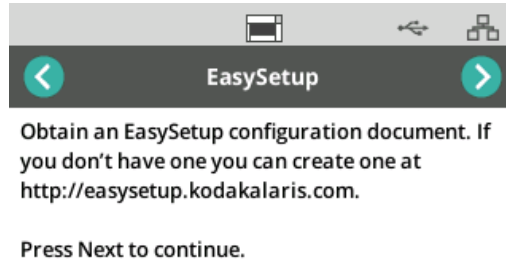 EasySetup
Obtain an EasySetup configuration document. If
you don't have one you can create one at
http://easysetup.kodakalaris.com.
Press Next to continue.